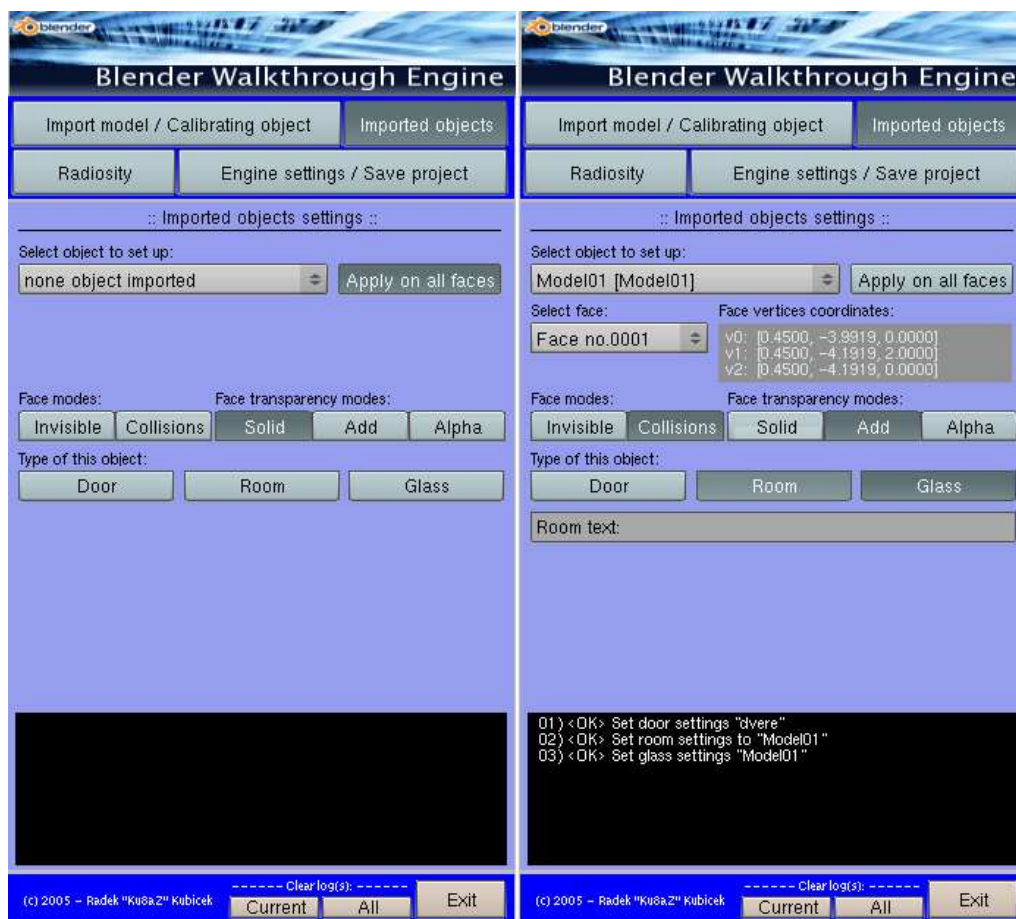 blender
Blender Walkthrough Engine
Import model / Calibrating object
Imported objects
Radiosity
Engine settings / Save project
:: Imported objects settings ::
Select object to set up:
none object imported
Apply on all faces
Face modes:
Face transparency modes:
Invisible
Collisions
Solid
Add
Alpha
Type of this object:
Door
Room
Glass
(c) 2005 – Radek "Ku8a.Z" Kubicek
------ Clear log(s): ------
Current
All
Exit
blender
Blender Walkthrough Engine
Import model / Calibrating object
Imported objects
Radiosity
Engine settings / Save project
:: Imported objects settings ::
Select object to set up:
Model01 [Model01]
Apply on all faces
Select face:
Face vertices coordinates:
Face no.0001
v0: [0.4500, –3.9919, 0.0000]
v1: [0.4500, –4.1919, 2.0000]
v2: [0.4500, –4.1919, 0.0000]
Face modes:
Face transparency modes:
Invisible
Collisions
Solid
Add
Alpha
Type of this object:
Door
Room
Glass
Room text:
01) <OK> Set door settings "dvere"
02) <OK> Set room settings to "Model01"
03) <OK> Set glass settings "Model01"
(c) 2005 – Radek "Ku8a.Z" Kubicek
------ Clear log(s): ------
Current
All
Exit